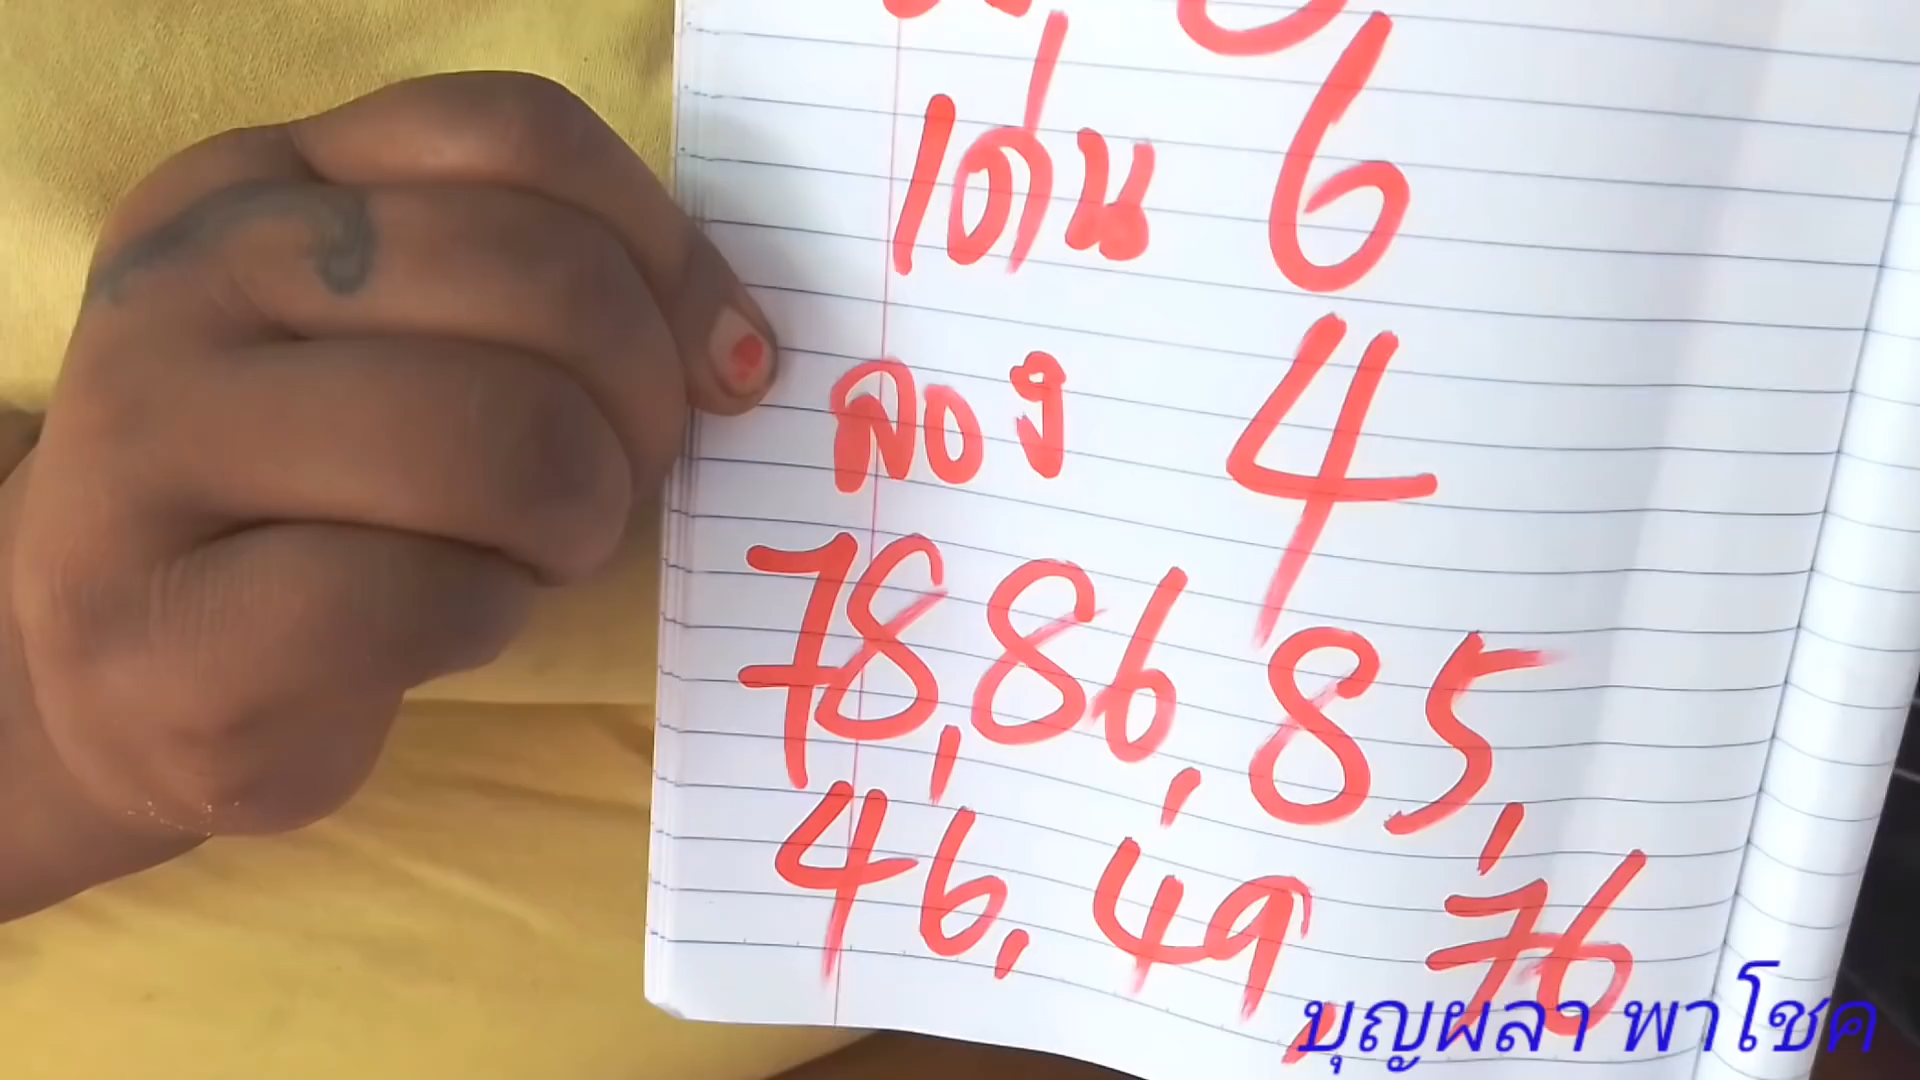 เด่น 6
ลอง 4
78, 86, 85,
46, 49, 76
บุญผลา พาโชค